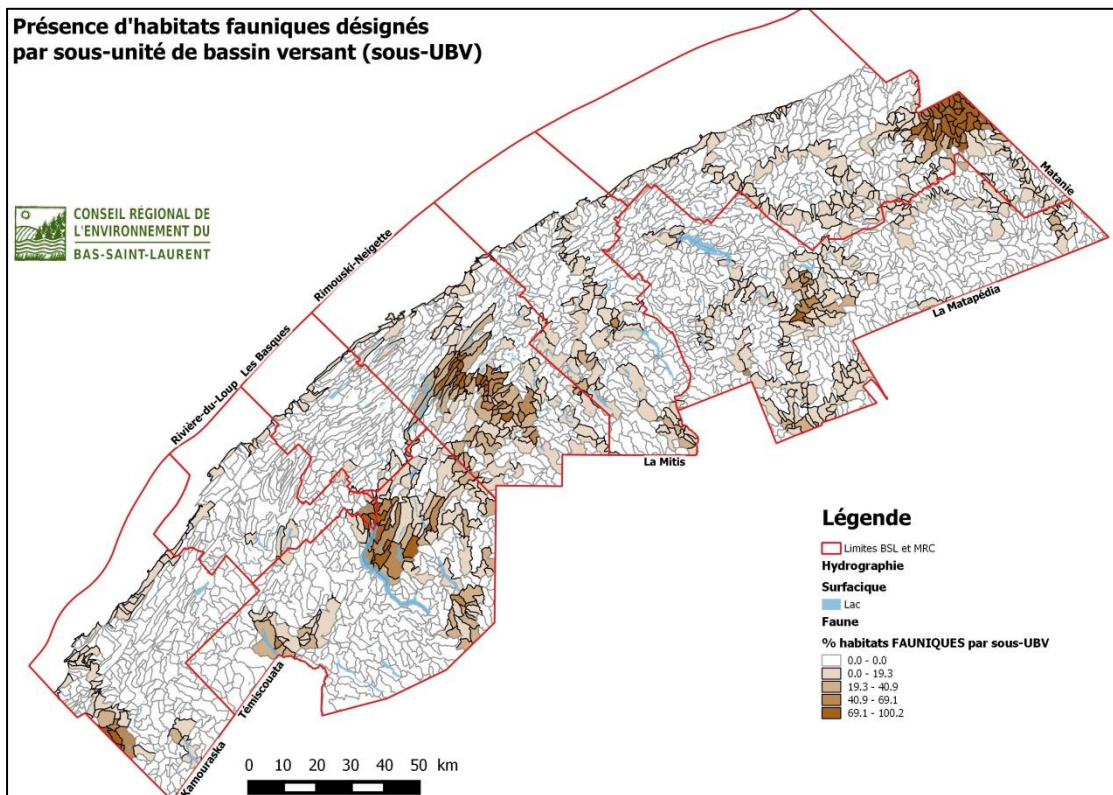 Présence d'habitats fauniques désignés
par sous-unité de bassin versant (sous-UBV)
CONSEIL RÉGIONAL DE
L'ENVIRONNEMENT DU
BAS-SAINT-LAURENT
Matanie
La Matapédia
La Mitis
Rimouski-Neigette
Les Basques
Rivière-du-Loup
Témiscouata
Kamouraska
Légende
Limites BSL et MRC
Hydrographie
Surfacique
Lac
Faune
% habitats FAUNIQUES par sous-UBV
0.0 - 0.0
0.0 - 19.3
19.3 - 40.9
40.9 - 69.1
69.1 - 100.2
0 10 20 30 40 50 km